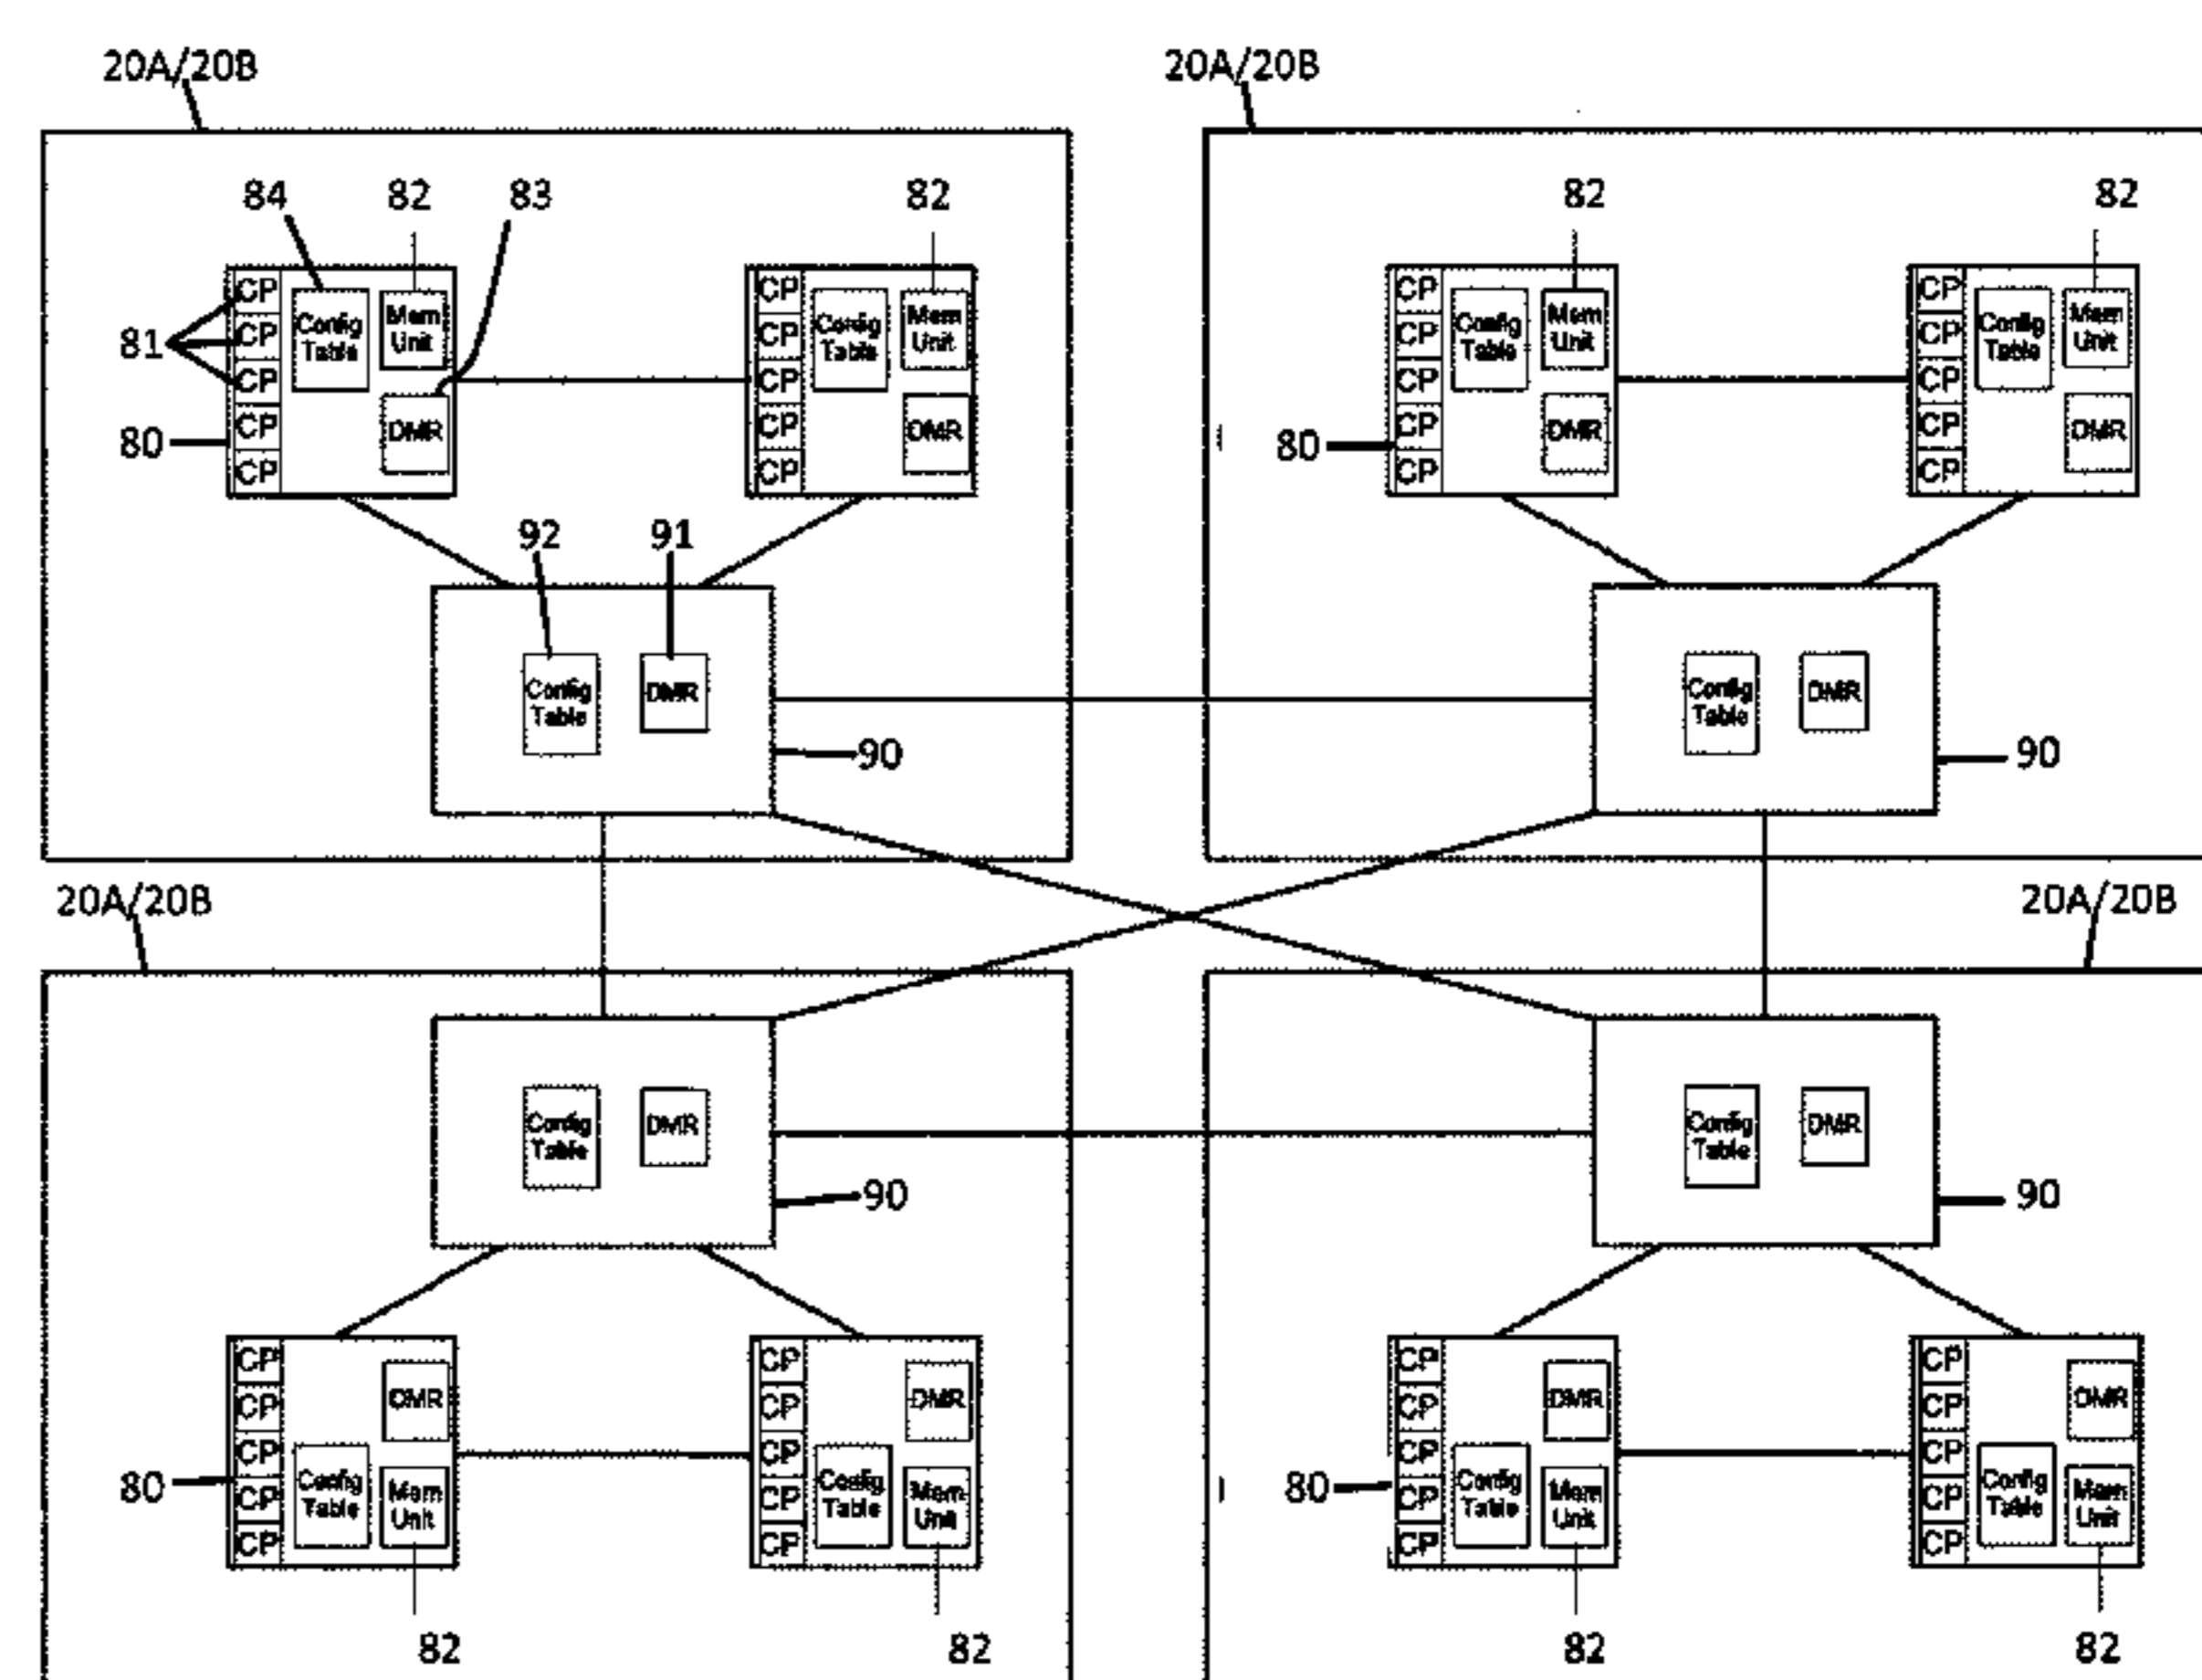 20A/20B 20A/20B
84 82 83 82 82 82
CP CP CP CP
Config Table Mem Unit Config Table Mem Unit Config Table Mem Unit Config Table Mem Unit
81 CP CP CP CP
CP CP CP CP
80 CP DMR CP DMR 80 CP DMR CP DMR
CP CP CP CP
92 91
Config Table DMR Config Table DMR
90 90
20A/20B 20A/20B
Config Table DMR Config Table DMR
90 90
CP CP CP CP
CP DMR CP DMR CP DMR CP DMR
CP CP CP CP
80 CP Config Table Mem Unit CP Config Table Mem Unit 80 CP Config Table Mem Unit CP Config Table Mem Unit
CP CP CP CP
82 82 82 82